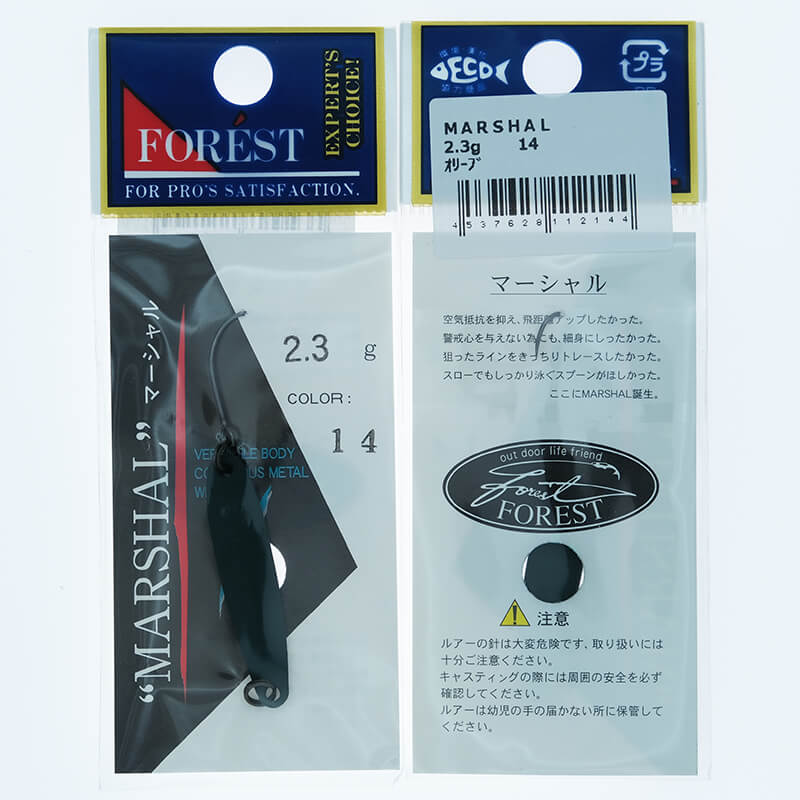 FORÉST
FOR PRO'S SATISFACTION.
EXPERT'S
CHOICE!
"MARSHAL" マーシャル
2.3 g
COLOR:
14
BODY
METAL
ECO
プラ
MARSHAL
2.3g 14
ｵﾘｰﾌﾞ
4 537628 112144
マーシャル
空気抵抗を抑え、飛距離アップしたかった。
警戒心を与えない為にも、細身にしったかった。
狙ったラインをきっちりトレースしたかった。
スローでもしっかり泳ぐスプーンがほしかった。
ここにMARSHAL誕生。
out door life friend
Forest
FOREST
注意
ルアーの針は大変危険です、取り扱いには
十分ご注意ください。
キャスティングの際には周囲の安全を必ず
確認してください。
ルアーは幼児の手の届かない所に保管して
ください。